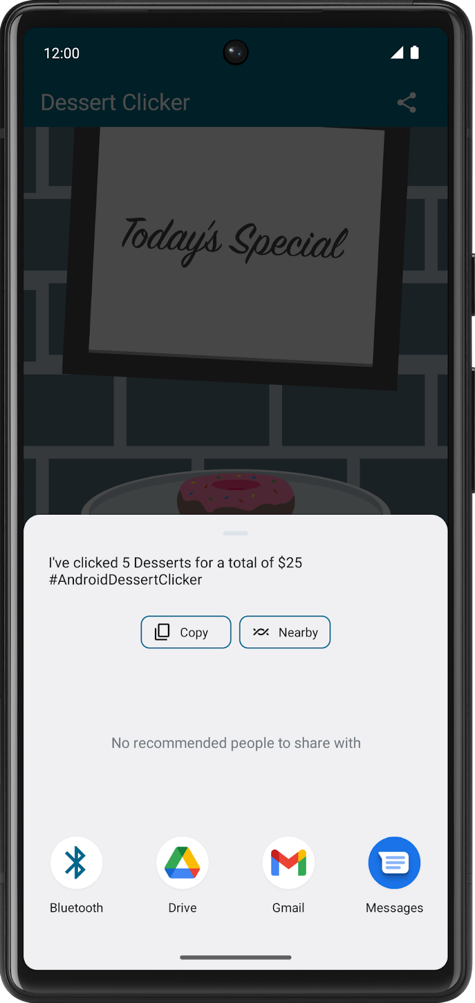 12:00
Dessert Clicker
Today's Special
I've clicked 5 Desserts for a total of $25
#AndroidDessertClicker
Copy
Nearby
No recommended people to share with
Bluetooth
Drive
Gmail
Messages